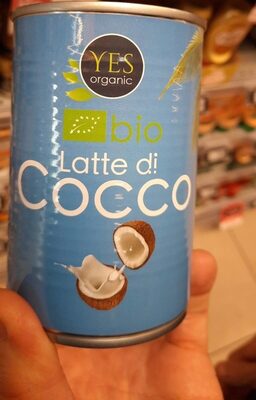 YES
organic
bio
Latte di
COCCO